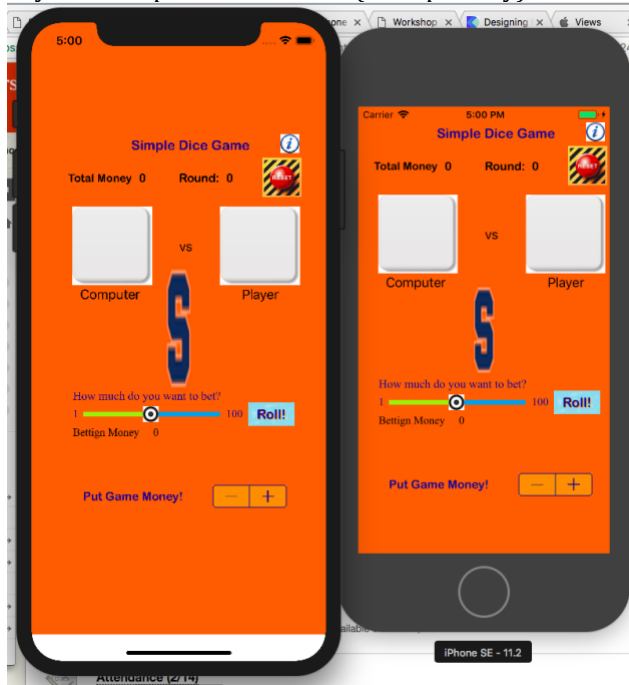 Workshop
Designing
Views
5:00
Simple Dice Game
Total Money 0 Round: 0
RESET
VS
Computer Player
S
How much do you want to bet?
1 100 Roll!
Bettign Money 0
Put Game Money!
Carrier 5:00 PM
Simple Dice Game
Total Money 0 Round: 0
RESET
VS
Computer Player
S
How much do you want to bet?
1 100 Roll!
Bettign Money 0
Put Game Money!
iPhone SE - 11.2
Attendance (2/14)